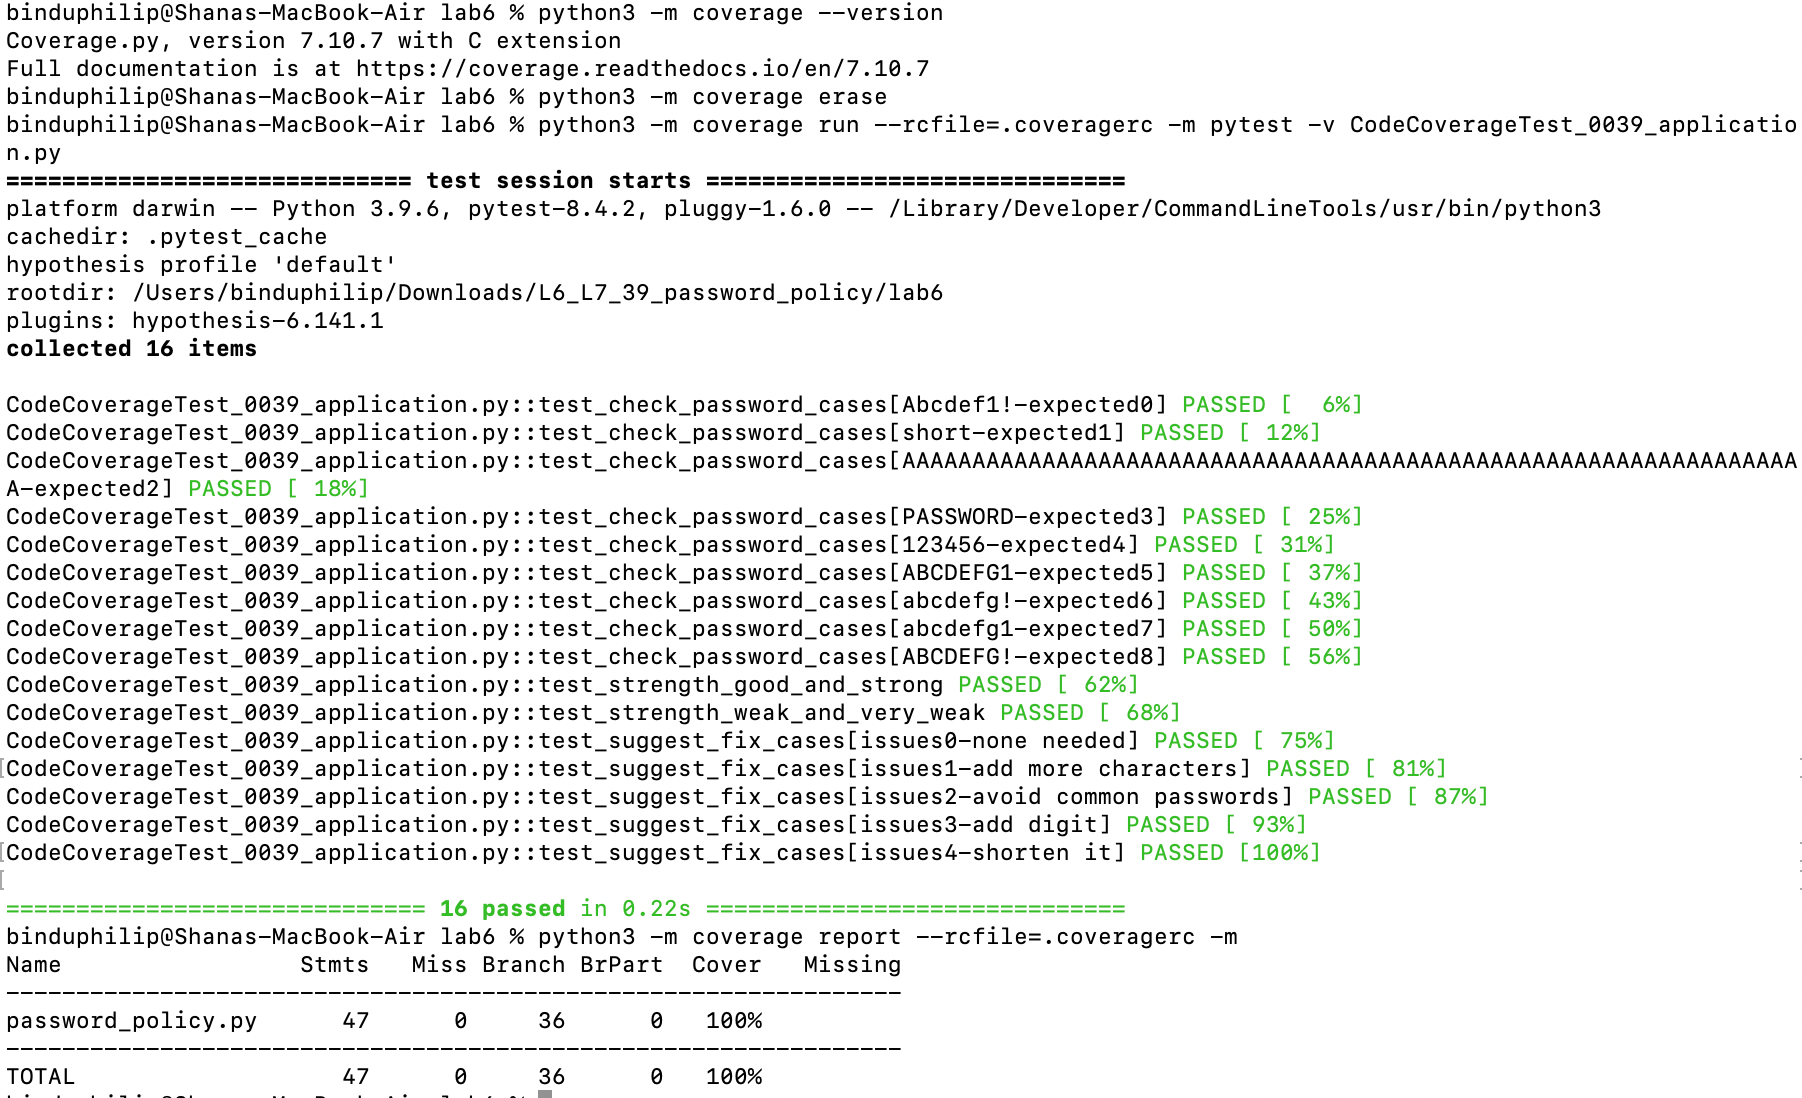 binduphilip@Shanas-MacBook-Air lab6 % python3 -m coverage --version
Coverage.py, version 7.10.7 with C extension
Full documentation is at https://coverage.readthedocs.io/en/7.10.7
binduphilip@Shanas-MacBook-Air lab6 % python3 -m coverage erase
binduphilip@Shanas-MacBook-Air lab6 % python3 -m coverage run --rcfile=.coveragerc -m pytest -v CodeCoverageTest_0039_applicatio
n.py
============================= test session starts ==============================
platform darwin -- Python 3.9.6, pytest-8.4.2, pluggy-1.6.0 -- /Library/Developer/CommandLineTools/usr/bin/python3
cachedir: .pytest_cache
hypothesis profile 'default'
rootdir: /Users/binduphilip/Downloads/L6_L7_39_password_policy/lab6
plugins: hypothesis-6.141.1
collected 16 items

CodeCoverageTest_0039_application.py::test_check_password_cases[Abcdef1!-expected0] PASSED [  6%]
CodeCoverageTest_0039_application.py::test_check_password_cases[short-expected1] PASSED [ 12%]
CodeCoverageTest_0039_application.py::test_check_password_cases[AAAAAAAAAAAAAAAAAAAAAAAAAAAAAAAAAAAAAAAAAAAAAAAAAAAAAAAAAAAAAAAA
A-expected2] PASSED [ 18%]
CodeCoverageTest_0039_application.py::test_check_password_cases[PASSWORD-expected3] PASSED [ 25%]
CodeCoverageTest_0039_application.py::test_check_password_cases[123456-expected4] PASSED [ 31%]
CodeCoverageTest_0039_application.py::test_check_password_cases[ABCDEFG1-expected5] PASSED [ 37%]
CodeCoverageTest_0039_application.py::test_check_password_cases[abcdefg!-expected6] PASSED [ 43%]
CodeCoverageTest_0039_application.py::test_check_password_cases[abcdefg1-expected7] PASSED [ 50%]
CodeCoverageTest_0039_application.py::test_check_password_cases[ABCDEFG!-expected8] PASSED [ 56%]
CodeCoverageTest_0039_application.py::test_strength_good_and_strong PASSED [ 62%]
CodeCoverageTest_0039_application.py::test_strength_weak_and_very_weak PASSED [ 68%]
CodeCoverageTest_0039_application.py::test_suggest_fix_cases[issues0-none needed] PASSED [ 75%]
CodeCoverageTest_0039_application.py::test_suggest_fix_cases[issues1-add more characters] PASSED [ 81%]
CodeCoverageTest_0039_application.py::test_suggest_fix_cases[issues2-avoid common passwords] PASSED [ 87%]
CodeCoverageTest_0039_application.py::test_suggest_fix_cases[issues3-add digit] PASSED [ 93%]
CodeCoverageTest_0039_application.py::test_suggest_fix_cases[issues4-shorten it] PASSED [100%]

============================== 16 passed in 0.22s ==============================
binduphilip@Shanas-MacBook-Air lab6 % python3 -m coverage report --rcfile=.coveragerc -m
Name                 Stmts   Miss Branch BrPart  Cover   Missing
----------------------------------------------------------------
password_policy.py      47      0     36      0   100%
----------------------------------------------------------------
TOTAL                   47      0     36      0   100%